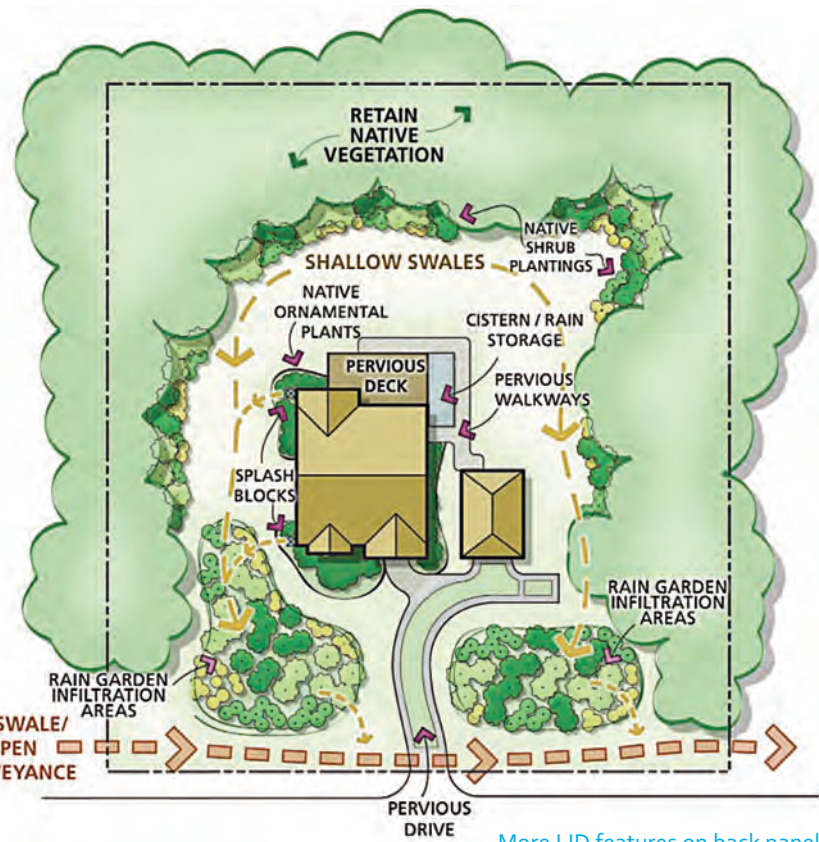 RETAIN
NATIVE
VEGETATION
NATIVE
SHRUB
PLANTINGS
SHALLOW SWALES
NATIVE
ORNAMENTAL
PLANTS
CISTERN / RAIN
STORAGE
PERVIOUS
DECK
PERVIOUS
WALKWAYS
SPLASH
BLOCKS
RAIN GARDEN
INFILTRATION
AREAS
RAIN GARDEN
INFILTRATION
AREAS
SWALE/
PEN
EYANCE
PERVIOUS
DRIVE
More LID features on back panel